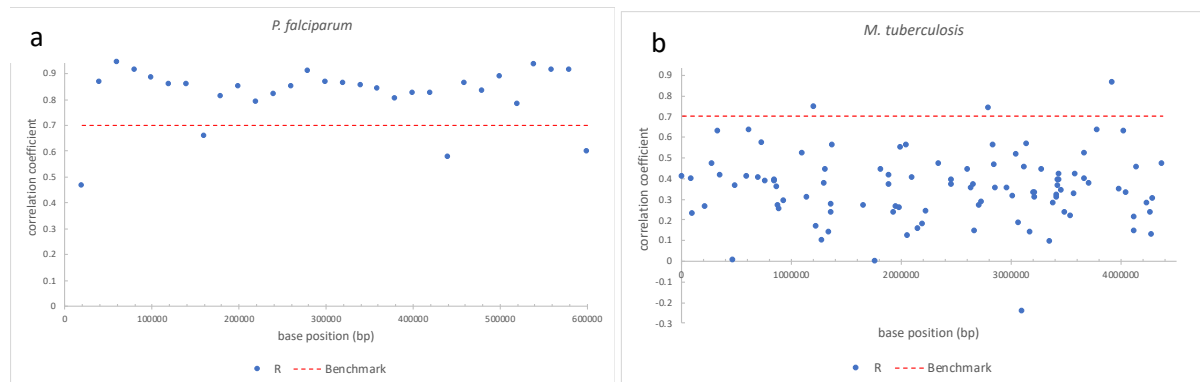 a
P. falciparum
correlation coefficient
0.9
0.8
0.7
0.6
0.5
0.4
0.3
0.2
0.1
0
0
100000
200000
300000
400000
500000
600000
base position (bp)
R
Benchmark
b
M. tuberculosis
correlation coefficient
0.9
0.8
0.7
0.6
0.5
0.4
0.3
0.2
0.1
0
-0.1
-0.2
-0.3
0
1000000
2000000
3000000
4000000
base position (bp)
R
Benchmark